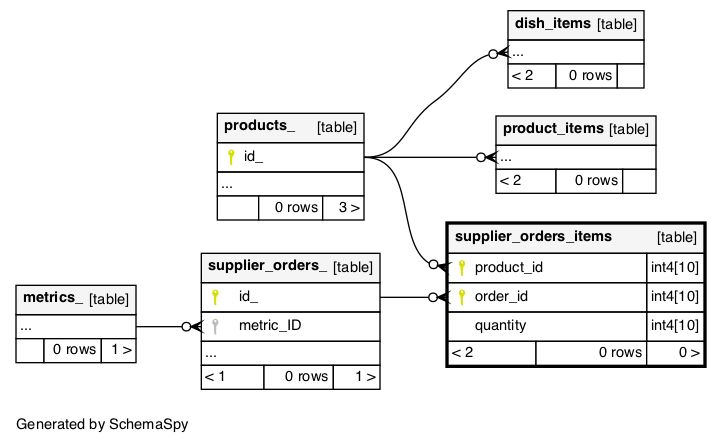 dish_items [table]
...
< 2 0 rows
products_ [table]
id_
...
0 rows 3 >
product_items [table]
...
< 2 0 rows
supplier_orders_items [table]
product_id int4[10]
order_id int4[10]
quantity int4[10]
< 2 0 rows 0 >
supplier_orders_ [table]
id_
metric_ID
...
< 1 0 rows 1 >
metrics_ [table]
...
0 rows 1 >
Generated by SchemaSpy